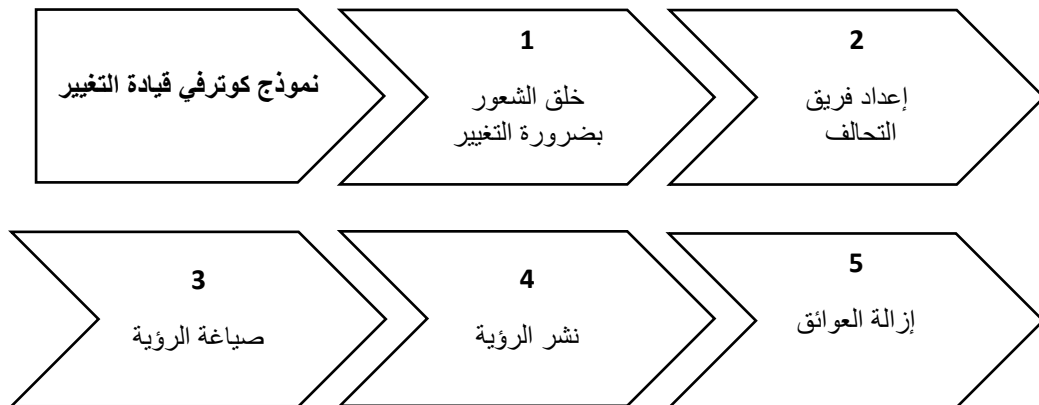 نموذج كوترفي قيادة التغيير
1
خلق الشعور
بضرورة التغيير
2
إعداد فريق
التحالف
3
صياغة الرؤية
4
نشر الرؤية
5
إزالة العوائق